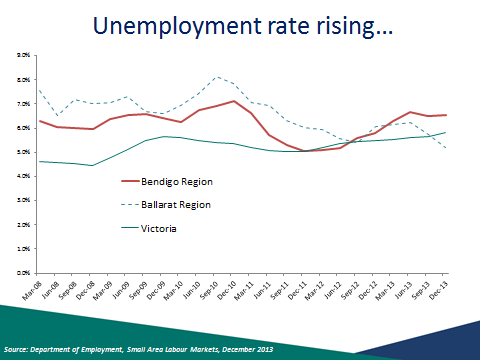 Unemployment rate rising...
9.0%
8.0%
7.0%
6.0%
5.0%
4.0%
3.0%
2.0%
1.0%
0.0%
Bendigo Region
Ballarat Region
Victoria
Mar-08
Jun-08
Sep-08
Dec-08
Mar-09
Jun-09
Sep-09
Dec-09
Mar-10
Jun-10
Sep-10
Dec-10
Mar-11
Jun-11
Sep-11
Dec-11
Mar-12
Jun-12
Sep-12
Dec-12
Mar-13
Jun-13
Sep-13
Dec-13
Source: Department of Employment, Small Area Labour Markets, December 2013